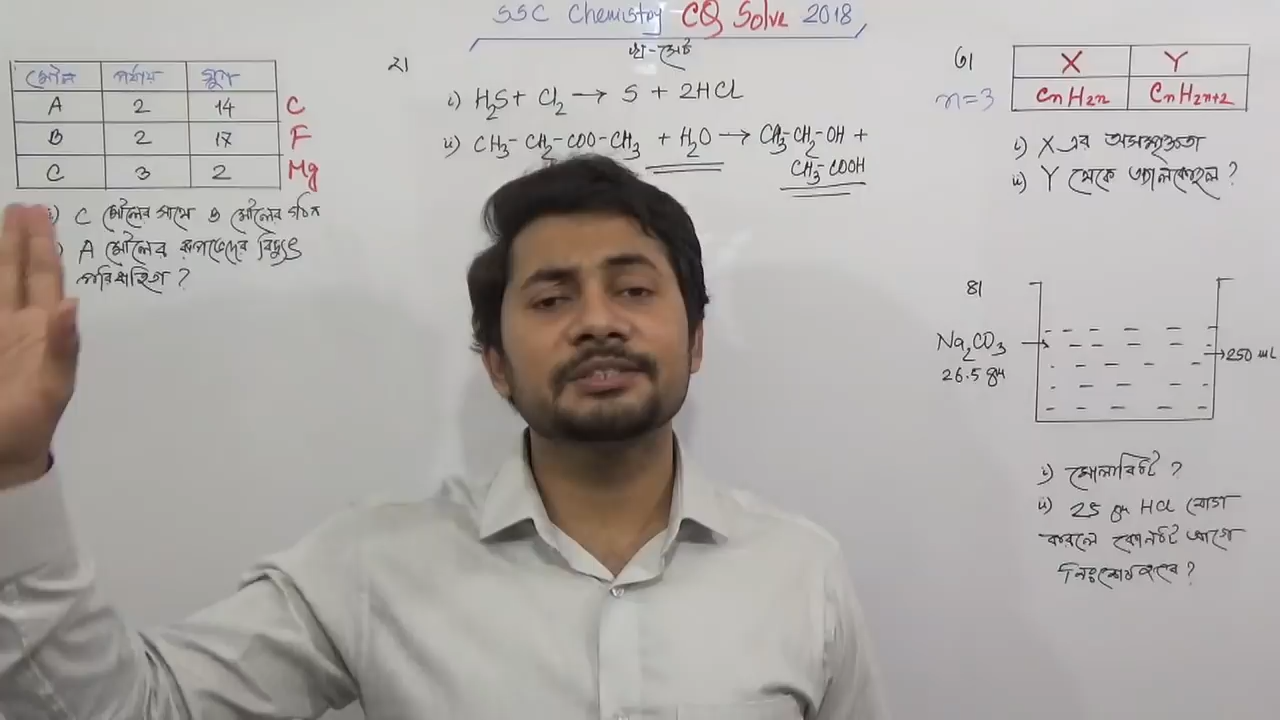 SSC Chemistry CQ Solve 2018
খ-সেট
মৌল পর্যায় গ্রুপ
A 2 14 C
B 2 17 F
C 3 2 Mg
C মৌলের সাথে B মৌলের গঠন
A মৌলের রূপভেদের বিদ্যুৎ
পরিবাহিতা ?
২।
i) H₂S + Cl₂ → S + 2HCl
ii) CH₃-CH₂-COO-CH₃ + H₂O → CH₃-CH₂-OH +
CH₃-COOH
৩।
X Y
n=3 CnH2n CnH2n+2
i) X এর অসম্পৃক্ততা
ii) Y থেকে অ্যালকোহল ?
৪।
Na₂CO₃
26.5 gm
250 mL
i) মোলারিটি ?
ii) 25 gm HCl যোগ
করলে কোনটি আগে
নিঃশেষ হবে ?